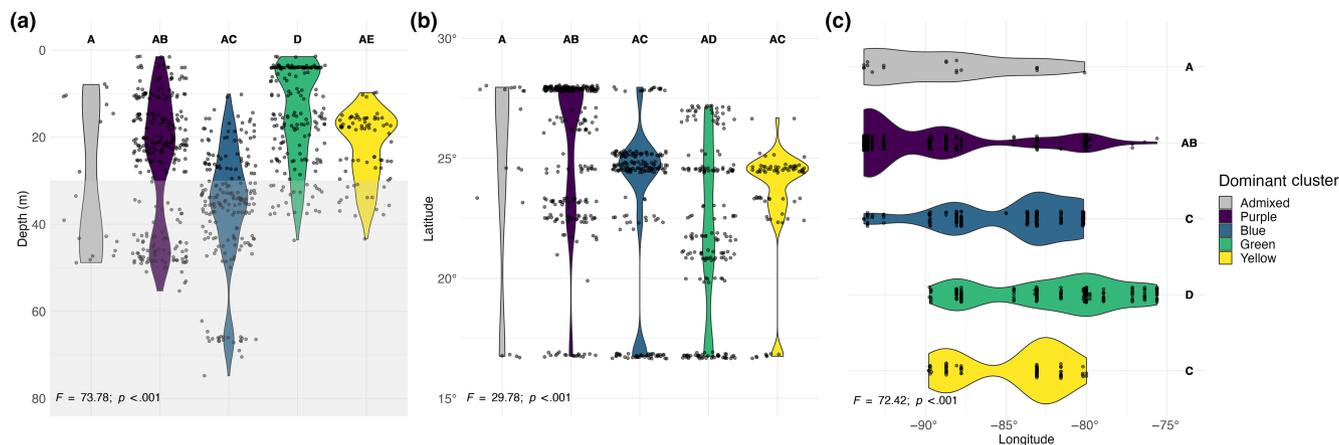 (a)
A AB AC D AE
0
20
40
60
80
Depth (m)
F = 73.78; p <.001
(b)
A AB AC AD AC
30°
25°
20°
15°
Latitude
F = 29.78; p <.001
(c)
A
AB
C
D
C
F = 72.42; p <.001
−90° −85° −80° −75°
Longitude
Dominant cluster
Admixed
Purple
Blue
Green
Yellow